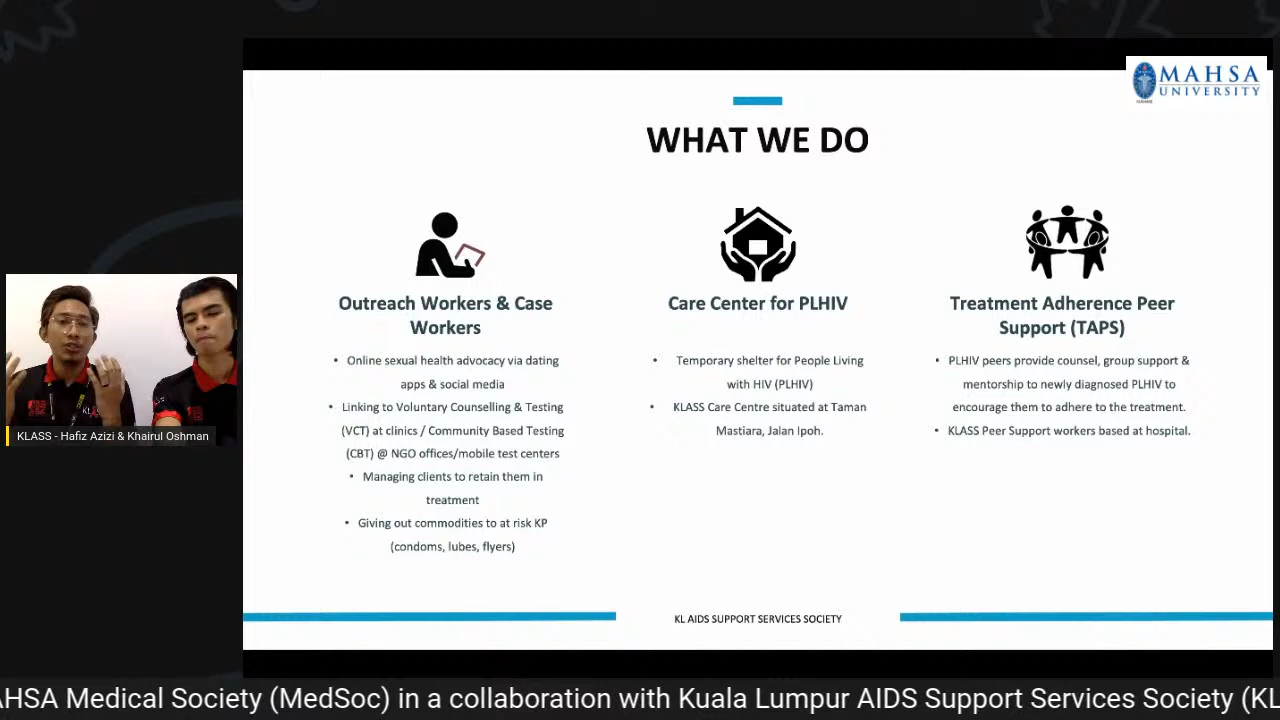 MAHSA
UNIVERSITY
WHAT WE DO
Outreach Workers & Case
Workers
• Online sexual health advocacy via dating
apps & social media
• Linking to Voluntary Counselling & Testing
(VCT) at clinics / Community Based Testing
(CBT) @ NGO offices/mobile test centers
• Managing clients to retain them in
treatment
• Giving out commodities to at risk KP
(condoms, lubes, flyers)
Care Center for PLHIV
• Temporary shelter for People Living
with HIV (PLHIV)
• KLASS Care Centre situated at Taman
Mastiara, Jalan Ipoh.
Treatment Adherence Peer
Support (TAPS)
• PLHIV peers provide counsel, group support &
mentorship to newly diagnosed PLHIV to
encourage them to adhere to the treatment.
• KLASS Peer Support workers based at hospital.
KLASS - Hafiz Azizi & Khairul Oshman
KL AIDS SUPPORT SERVICES SOCIETY
AHSA Medical Society (MedSoc) in a collaboration with Kuala Lumpur AIDS Support Services Society (KL